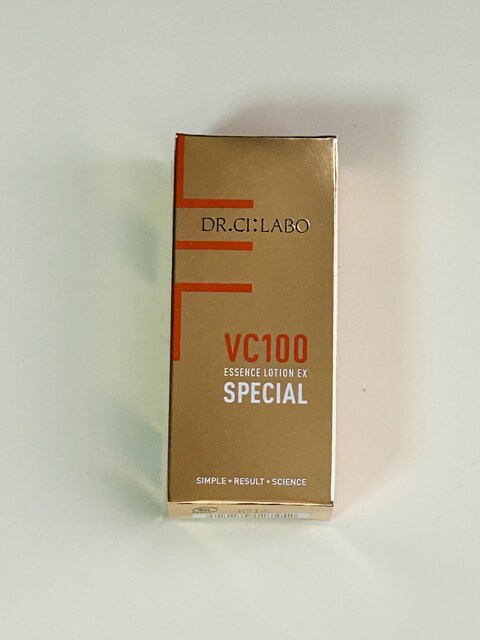 DR.CI:LABO
VC100
ESSENCE LOTION EX
SPECIAL
SIMPLE • RESULT • SCIENCE